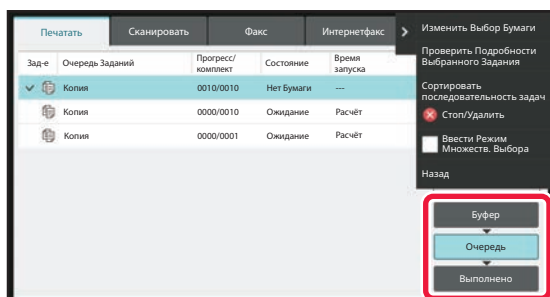 Печатать
Сканировать
Факс
Интернетфакс
Зад-е
Очередь Заданий
Прогресс/
комплект
Состояние
Время
запуска
Копия
0010/0010
Нет Бумаги
---
Копия
0000/0010
Ожидание
Расчёт
Копия
0000/0001
Ожидание
Расчёт
Изменить Выбор Бумаги
Проверить Подробности
Выбранного Задания
Сортировать
последовательность задач
Стоп/Удалить
Ввести Режим
Множеств. Выбора
Назад
Буфер
Очередь
Выполнено